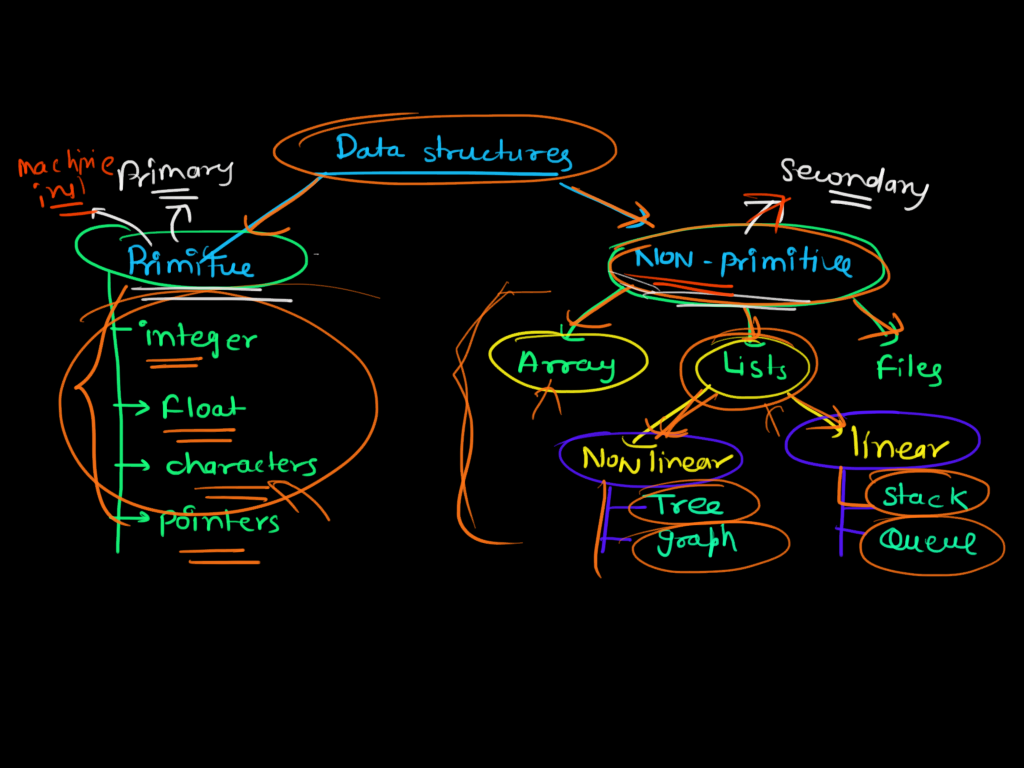 Data structures
machine
Primary
Secondary
Primitive
Non-primitive
integer
Array
Lists
files
float
Non linear
linear
characters
Tree
Stack
pointers
graph
Queue